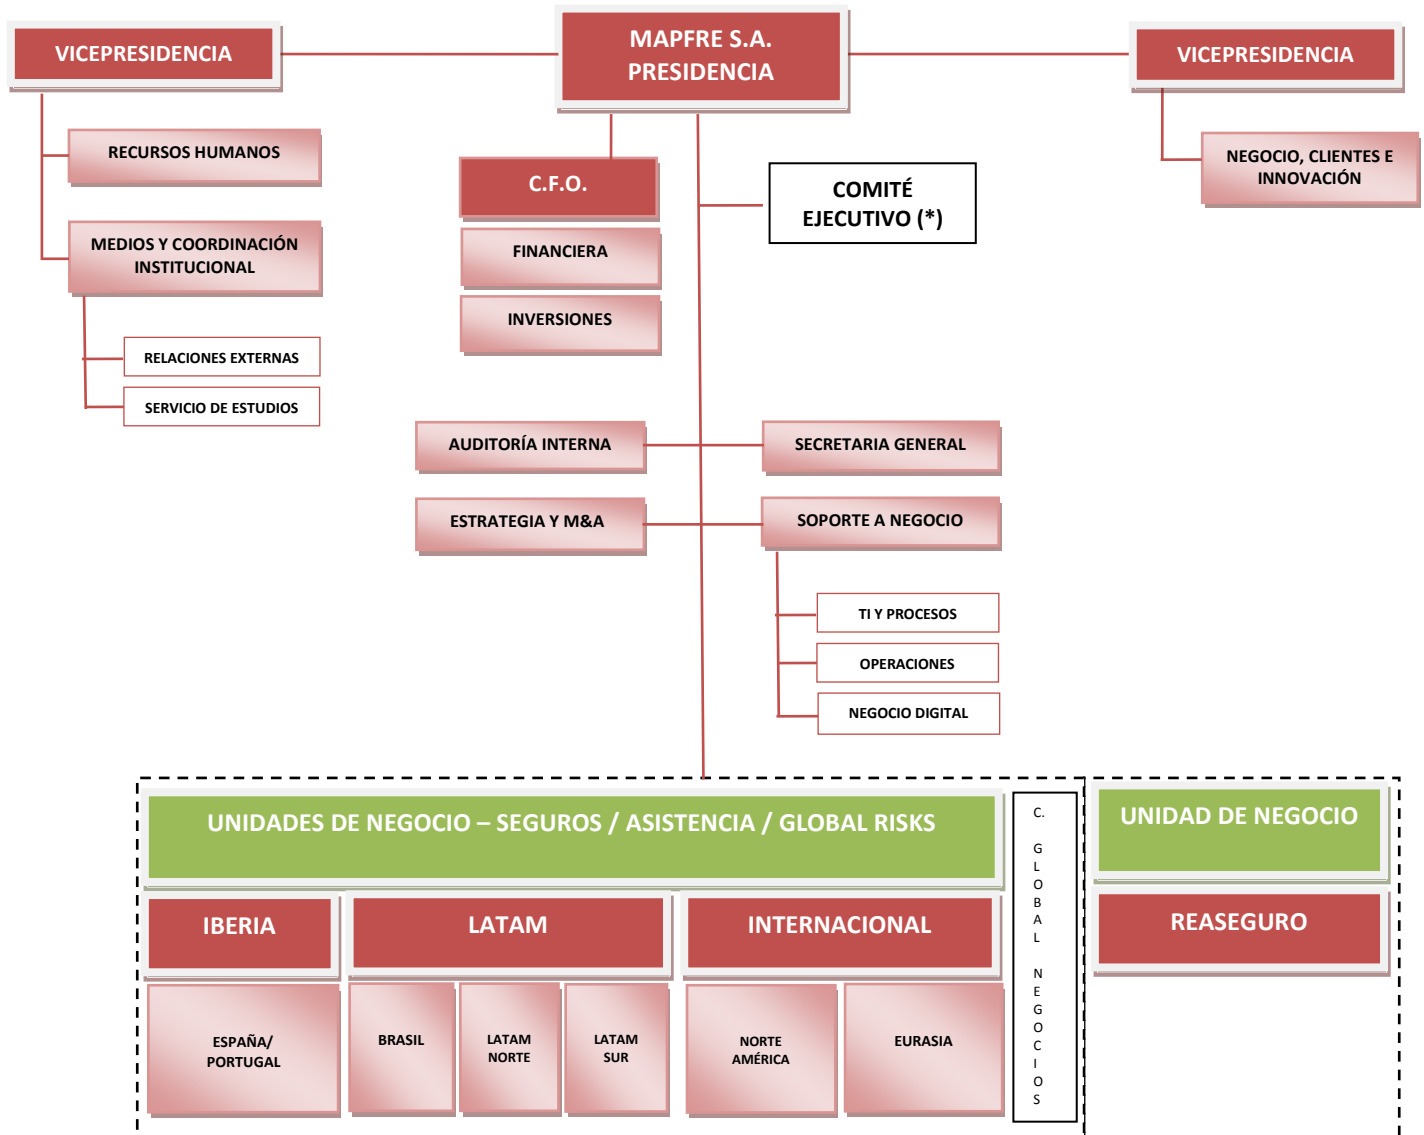 MAPFRE S.A.
PRESIDENCIA
VICEPRESIDENCIA
VICEPRESIDENCIA
RECURSOS HUMANOS
MEDIOS Y COORDINACIÓN
INSTITUCIONAL
RELACIONES EXTERNAS
SERVICIO DE ESTUDIOS
C.F.O.
FINANCIERA
INVERSIONES
COMITÉ
EJECUTIVO (*)
NEGOCIO, CLIENTES E
INNOVACIÓN
AUDITORÍA INTERNA
SECRETARIA GENERAL
ESTRATEGIA Y M&A
SOPORTE A NEGOCIO
TI Y PROCESOS
OPERACIONES
NEGOCIO DIGITAL
UNIDADES DE NEGOCIO – SEGUROS / ASISTENCIA / GLOBAL RISKS
IBERIA
LATAM
INTERNACIONAL
ESPAÑA/
PORTUGAL
BRASIL
LATAM
NORTE
LATAM
SUR
NORTE
AMÉRICA
EURASIA
C. GLOBAL NEGOCIOS
UNIDAD DE NEGOCIO
REASEGURO